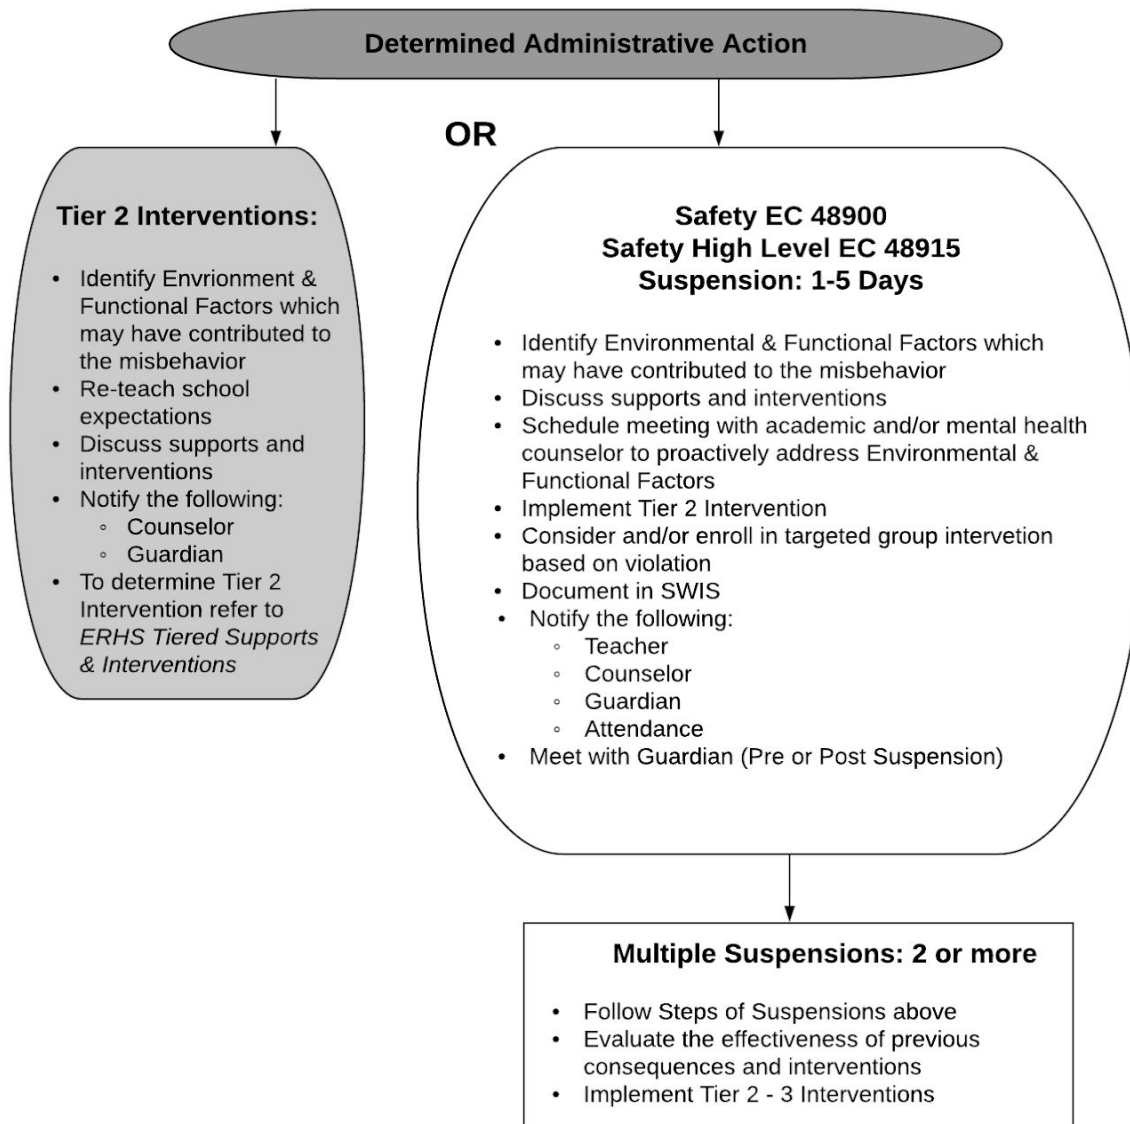 Determined Administrative Action
OR
Tier 2 Interventions:
• Identify Envrionment &
Functional Factors which
may have contributed to
the misbehavior
• Re-teach school
expectations
• Discuss supports and
interventions
• Notify the following:
◦ Counselor
◦ Guardian
• To determine Tier 2
Intervention refer to
ERHS Tiered Supports
& Interventions
Safety EC 48900
Safety High Level EC 48915
Suspension: 1-5 Days
• Identify Environmental & Functional Factors which
may have contributed to the misbehavior
• Discuss supports and interventions
• Schedule meeting with academic and/or mental health
counselor to proactively address Environmental &
Functional Factors
• Implement Tier 2 Intervention
• Consider and/or enroll in targeted group intervetion
based on violation
• Document in SWIS
• Notify the following:
◦ Teacher
◦ Counselor
◦ Guardian
◦ Attendance
• Meet with Guardian (Pre or Post Suspension)
Multiple Suspensions: 2 or more
• Follow Steps of Suspensions above
• Evaluate the effectiveness of previous
consequences and interventions
• Implement Tier 2 - 3 Interventions